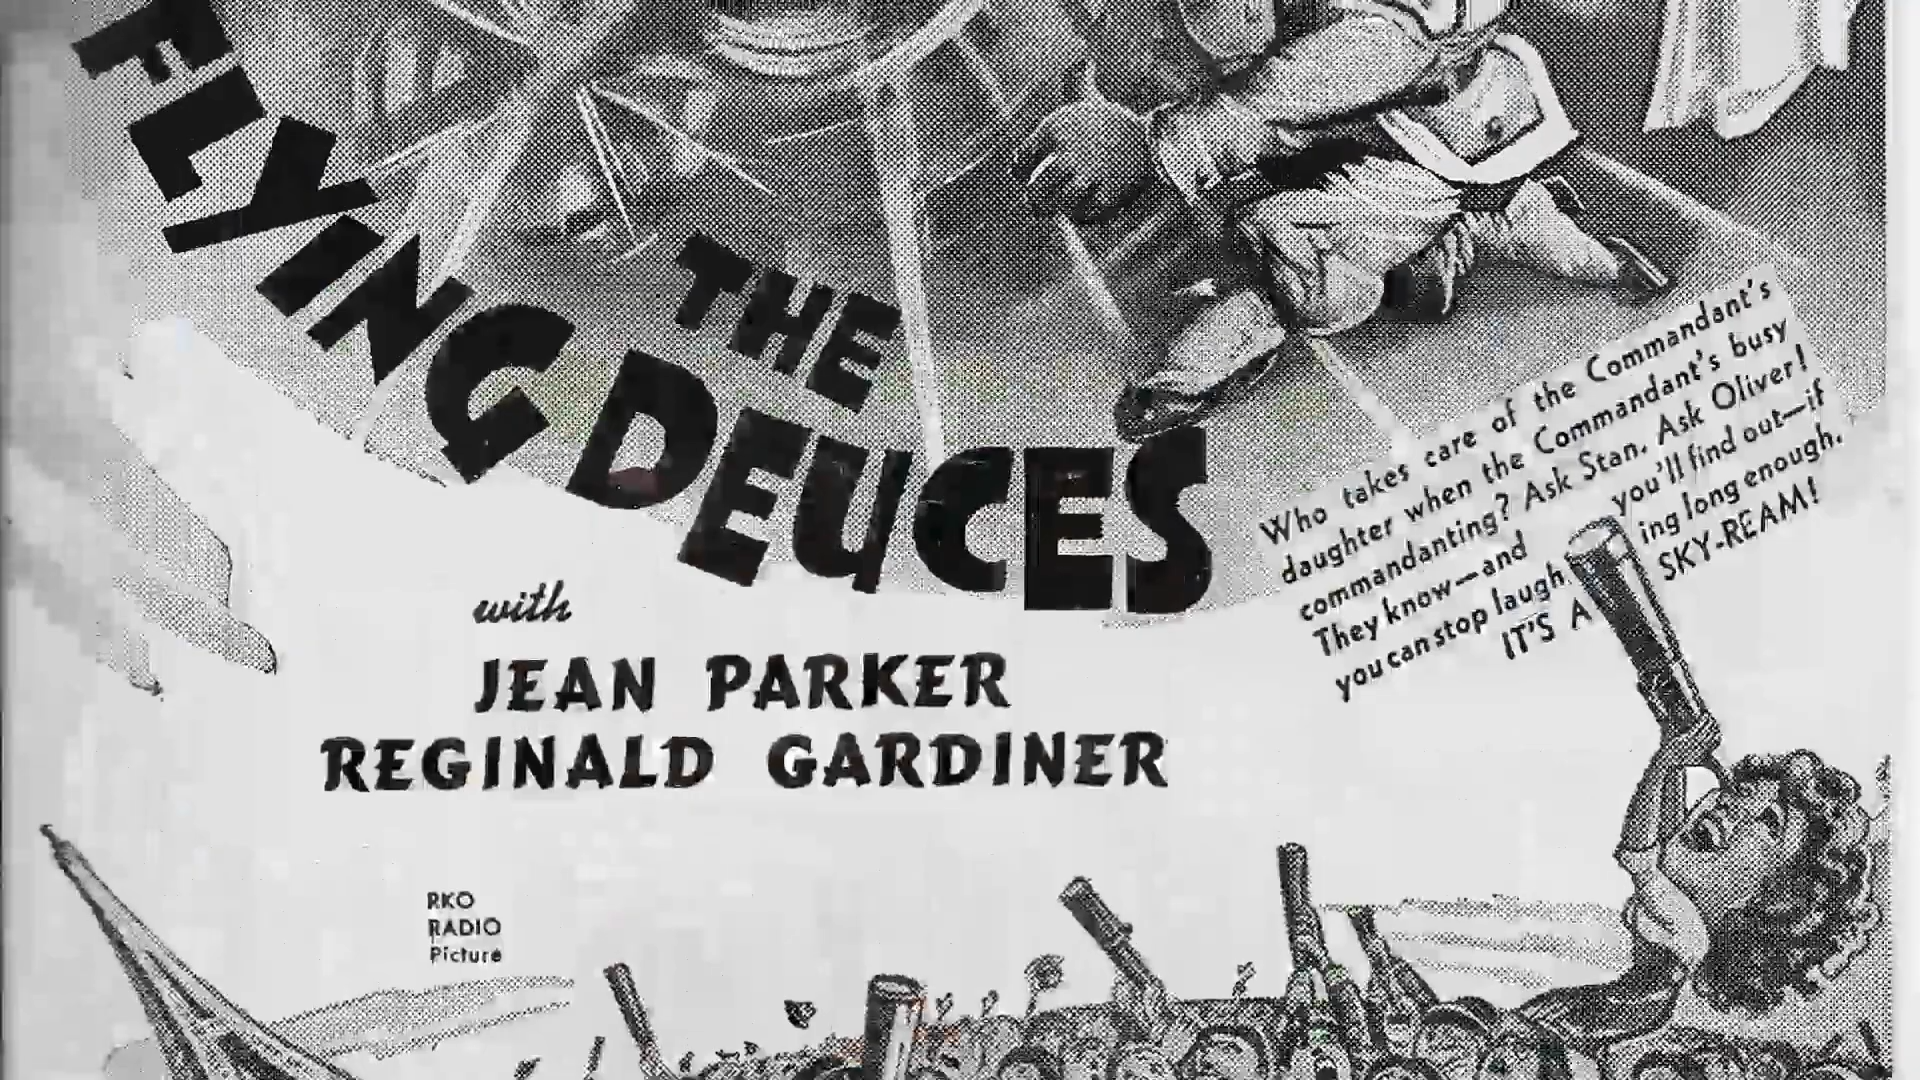 THE
FLYING DEUCES
Who takes care of the Commandant's
daughter when the Commandant's busy
commandanting? Ask Stan. Ask Oliver!
They know—and you'll find out—if
you can stop laugh- ing long enough.
IT'S A SKY-REAM!
with
JEAN PARKER
REGINALD GARDINER
RKO
RADIO
Picture